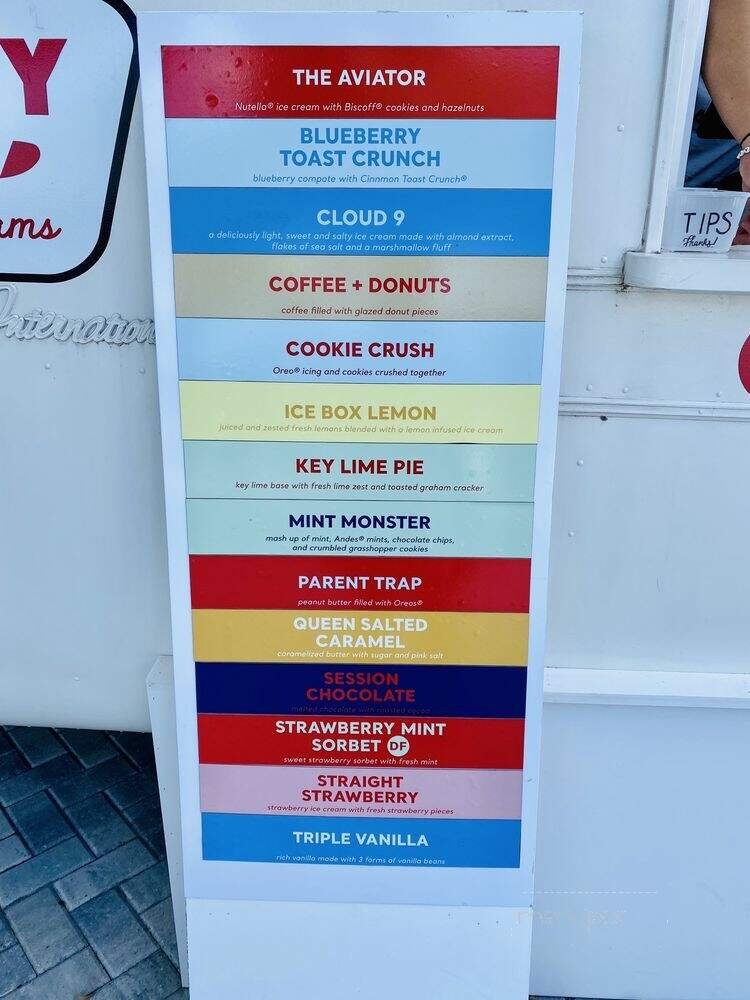 Y
ams
Internation
TIPS
Thanks!
THE AVIATOR
Nutella® ice cream with Biscoff® cookies and hazelnuts
BLUEBERRY
TOAST CRUNCH
blueberry compote with Cinnmon Toast Crunch®
CLOUD 9
a deliciously light, sweet and salty ice cream made with almond extract,
flakes of sea salt and a marshmallow fluff
COFFEE + DONUTS
coffee filled with glazed donut pieces
COOKIE CRUSH
Oreo® icing and cookies crushed together
ICE BOX LEMON
juiced and zested fresh lemons blended with a lemon infused ice cream
KEY LIME PIE
key lime base with fresh lime zest and toasted graham cracker
MINT MONSTER
mash up of mint, Andes® mints, chocolate chips,
and crumbled grasshopper cookies
PARENT TRAP
peanut butter filled with Oreos®
QUEEN SALTED
CARAMEL
caramelized butter with sugar and pink salt
SESSION
CHOCOLATE
melted chocolate with roasted cocoa
STRAWBERRY MINT
SORBET DF
sweet strawberry sorbet with fresh mint
STRAIGHT
STRAWBERRY
strawberry ice cream with fresh strawberry pieces
TRIPLE VANILLA
rich vanilla made with 3 forms of vanilla beans